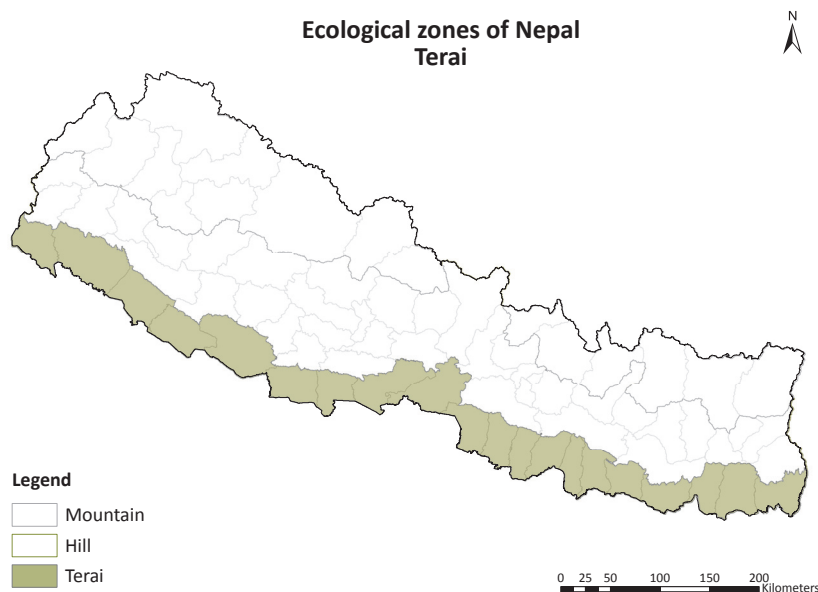 Ecological zones of Nepal
Terai
N
Legend
Mountain
Hill
Terai
0 25 50 100 150 200
Kilometers